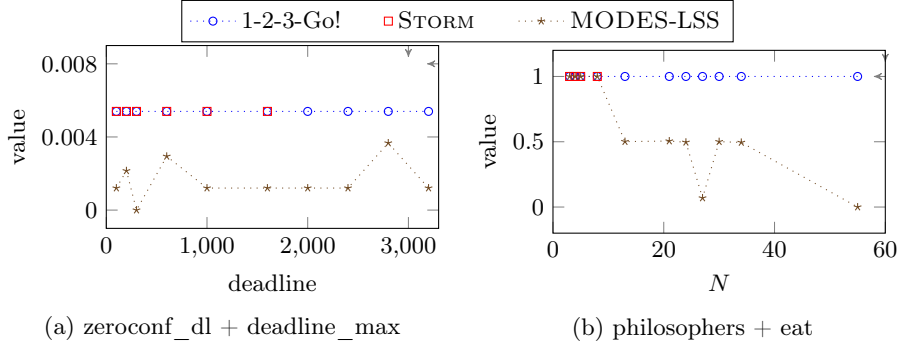 1-2-3-Go! STORM MODES-LSS
0.008
0.004
0
value
0 1,000 2,000 3,000
deadline
(a) zeroconf_dl + deadline_max
1
0.5
0
value
0 20 40 60
N
(b) philosophers + eat